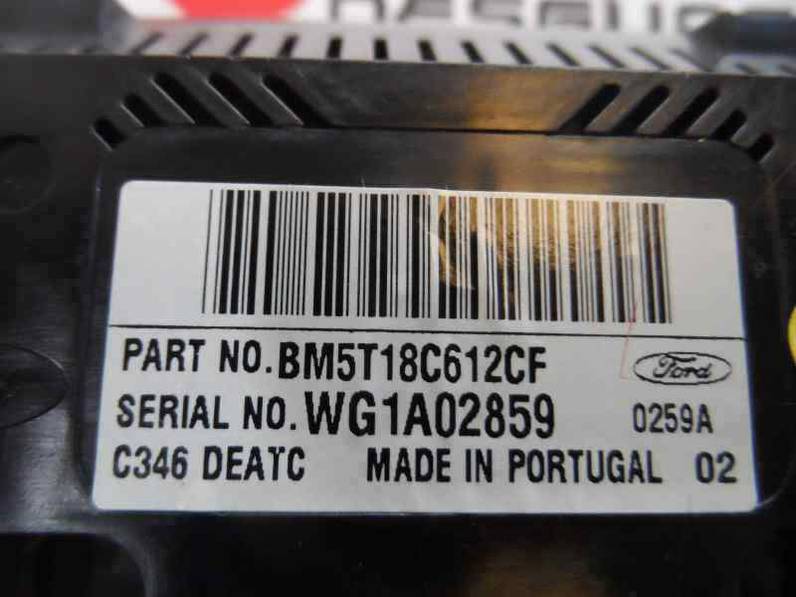 PART NO. BM5T18C612CF
Ford
SERIAL NO. WG1A02859
0259A
C346 DEATC MADE IN PORTUGAL 02